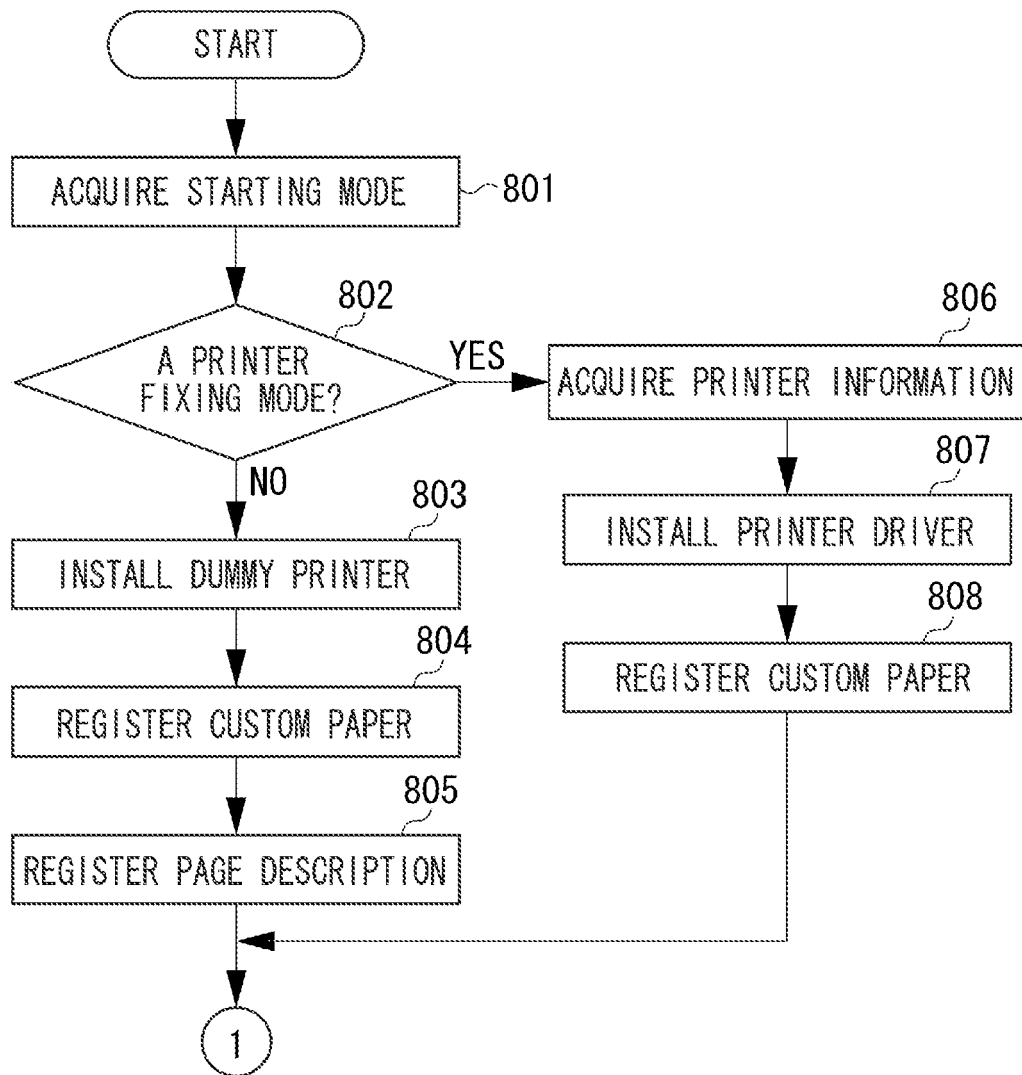 START
ACQUIRE STARTING MODE
801
802
A PRINTER
FIXING MODE?
YES
NO
803
INSTALL DUMMY PRINTER
804
REGISTER CUSTOM PAPER
805
REGISTER PAGE DESCRIPTION
806
ACQUIRE PRINTER INFORMATION
807
INSTALL PRINTER DRIVER
808
REGISTER CUSTOM PAPER
1